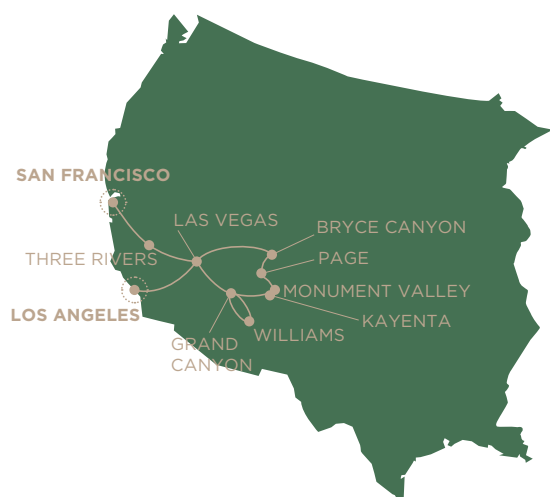 SAN FRANCISCO
LAS VEGAS
BRYCE CANYON
THREE RIVERS
PAGE
MONUMENT VALLEY
LOS ANGELES
KAYENTA
WILLIAMS
GRAND
CANYON